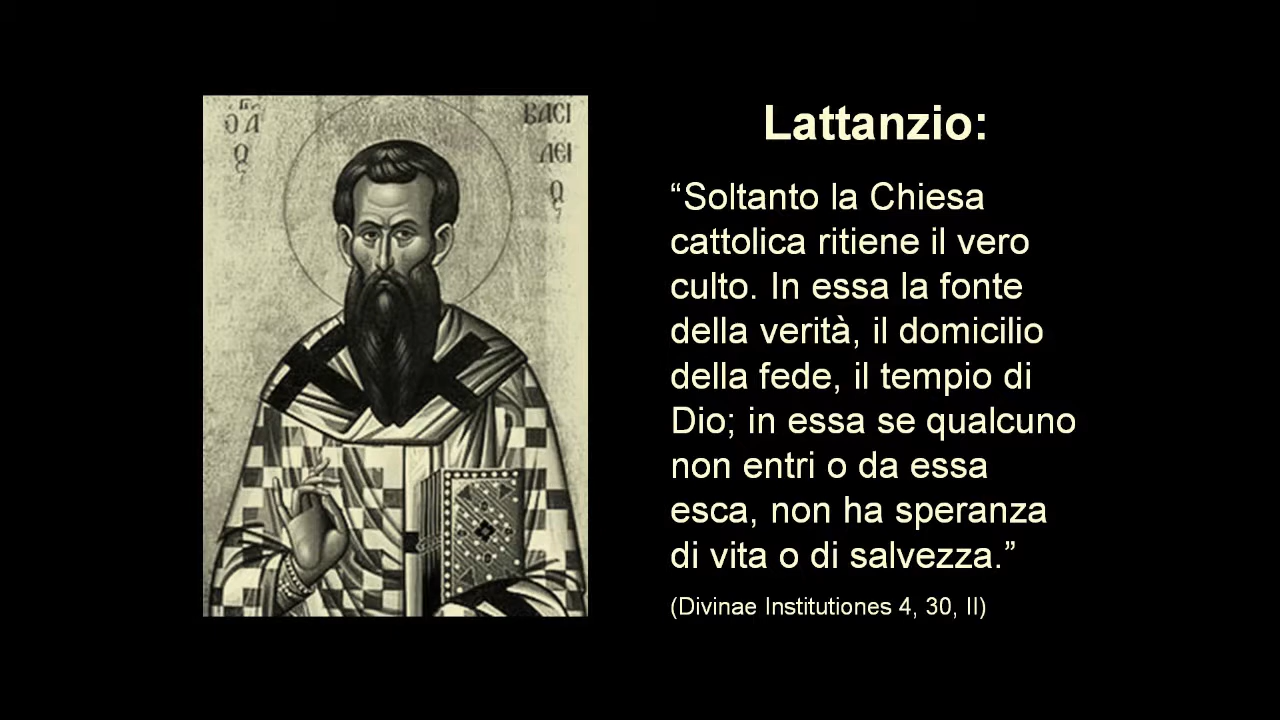 ὁ ἅ
ΒΑCΙ
ΛΕΙ
Lattanzio:
“Soltanto la Chiesa
cattolica ritiene il vero
culto. In essa la fonte
della verità, il domicilio
della fede, il tempio di
Dio; in essa se qualcuno
non entri o da essa
esca, non ha speranza
di vita o di salvezza.”
(Divinae Institutiones 4, 30, II)